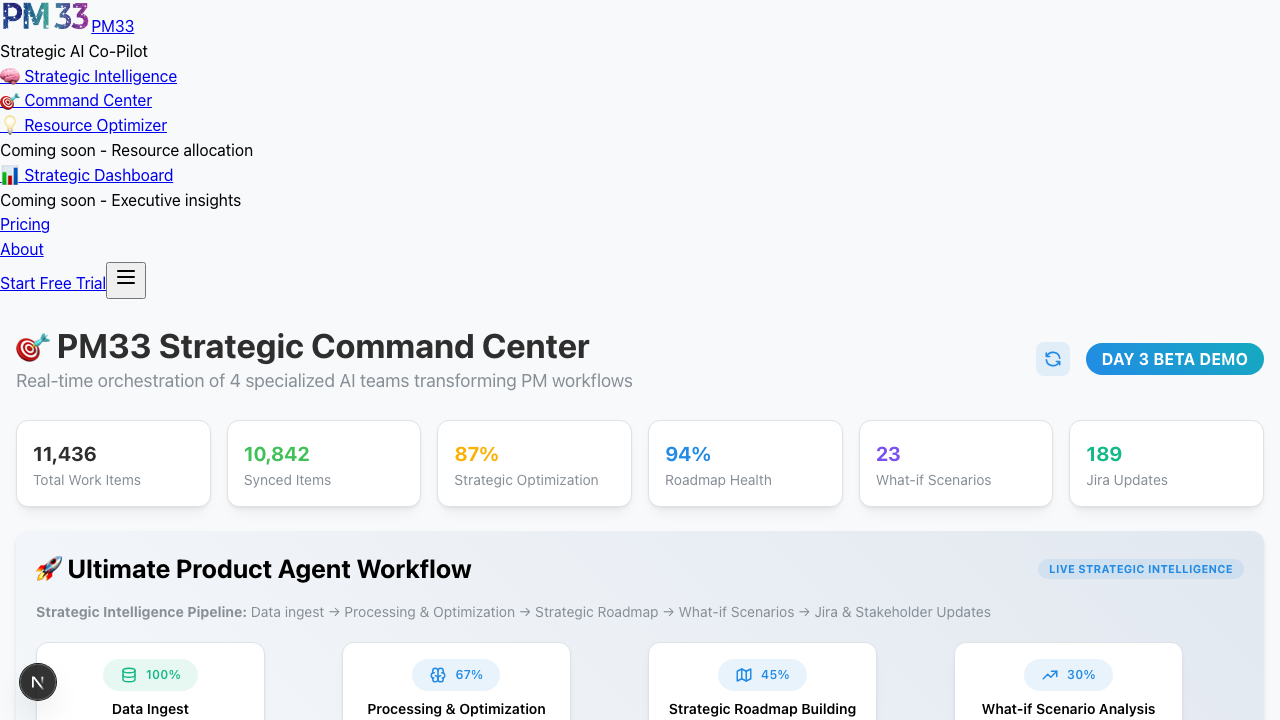 PM33 PM33
Strategic AI Co-Pilot
🧠 Strategic Intelligence
🎯 Command Center
💡 Resource Optimizer
Coming soon - Resource allocation
📊 Strategic Dashboard
Coming soon - Executive insights
Pricing
About
Start Free Trial
🎯 PM33 Strategic Command Center
DAY 3 BETA DEMO
Real-time orchestration of 4 specialized AI teams transforming PM workflows
11,436
Total Work Items
10,842
Synced Items
87%
Strategic Optimization
94%
Roadmap Health
23
What-if Scenarios
189
Jira Updates
🚀 Ultimate Product Agent Workflow
LIVE STRATEGIC INTELLIGENCE
Strategic Intelligence Pipeline: Data ingest → Processing & Optimization → Strategic Roadmap → What-if Scenarios → Jira & Stakeholder Updates
100%
Data Ingest
67%
Processing & Optimization
45%
Strategic Roadmap Building
30%
What-if Scenario Analysis
N